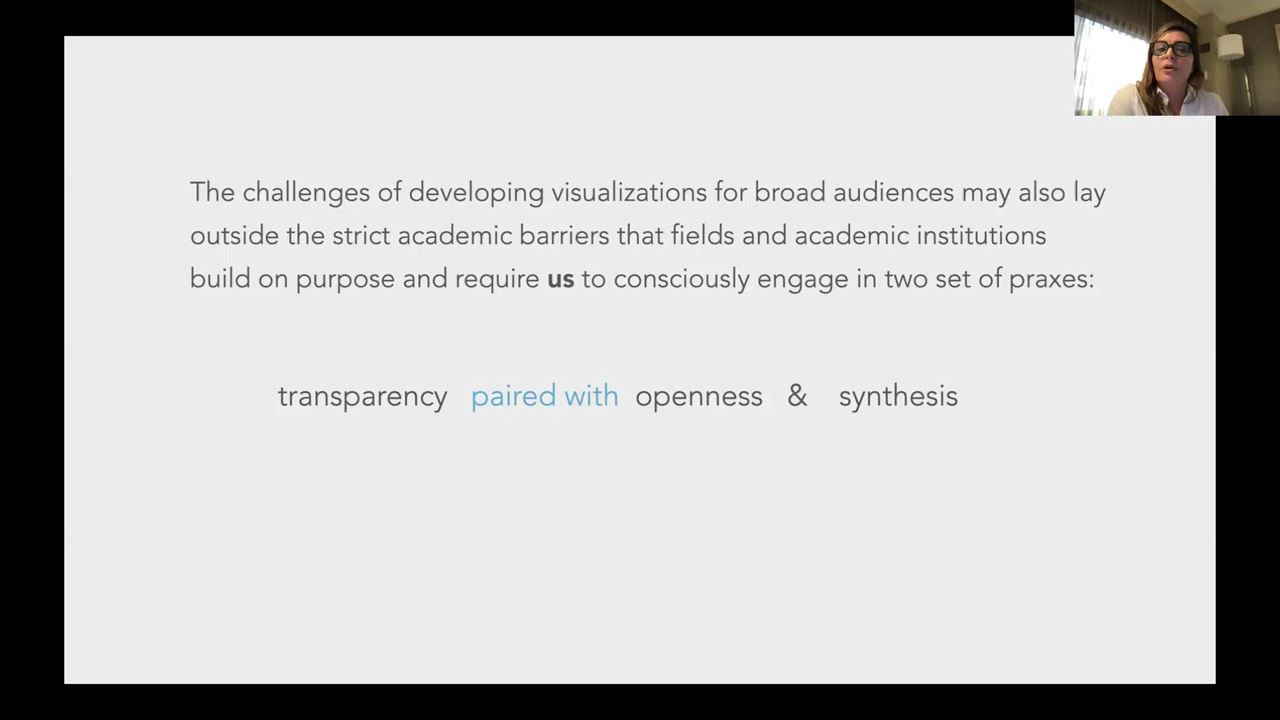 The challenges of developing visualizations for broad audiences may also lay
outside the strict academic barriers that fields and academic institutions
build on purpose and require us to consciously engage in two set of praxes:
transparency paired with openness & synthesis